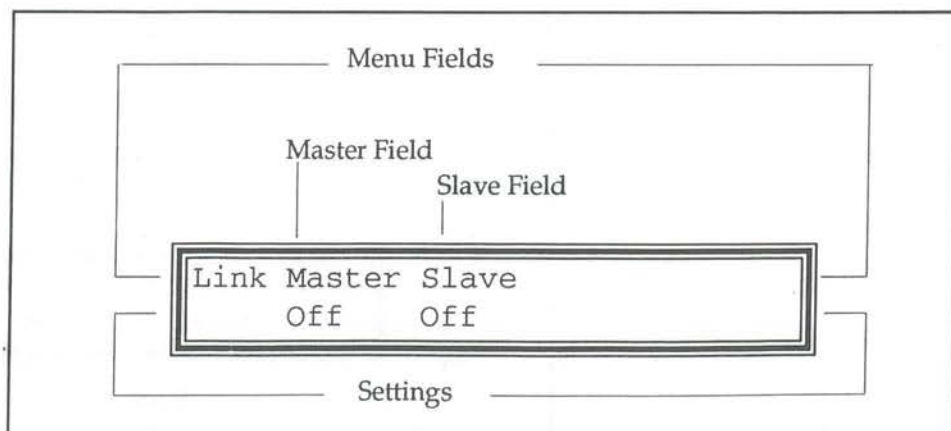 Menu Fields
Master Field
Slave Field
Link Master Slave
Off Off
Settings